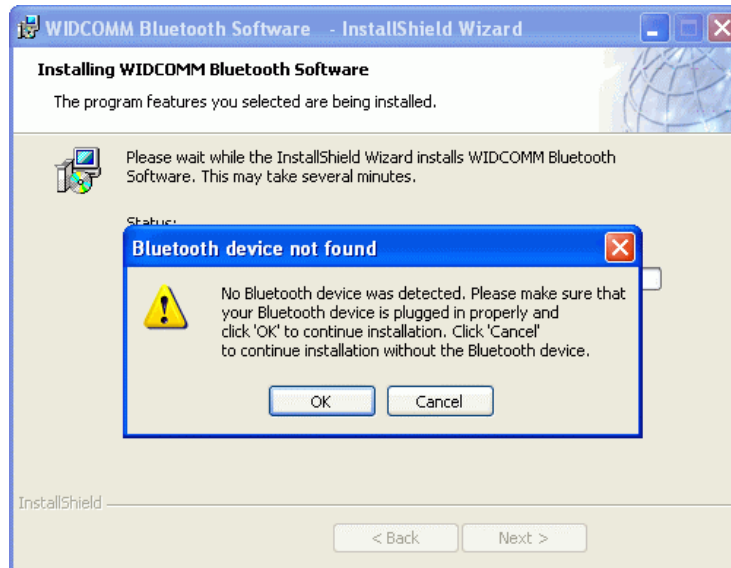 WIDCOMM Bluetooth Software - InstallShield Wizard
Installing WIDCOMM Bluetooth Software
The program features you selected are being installed.
Please wait while the InstallShield Wizard installs WIDCOMM Bluetooth
Software. This may take several minutes.
Status:
Bluetooth device not found
No Bluetooth device was detected. Please make sure that
your Bluetooth device is plugged in properly and
click 'OK' to continue installation. Click 'Cancel'
to continue installation without the Bluetooth device.
OK Cancel
InstallShield
< Back Next >